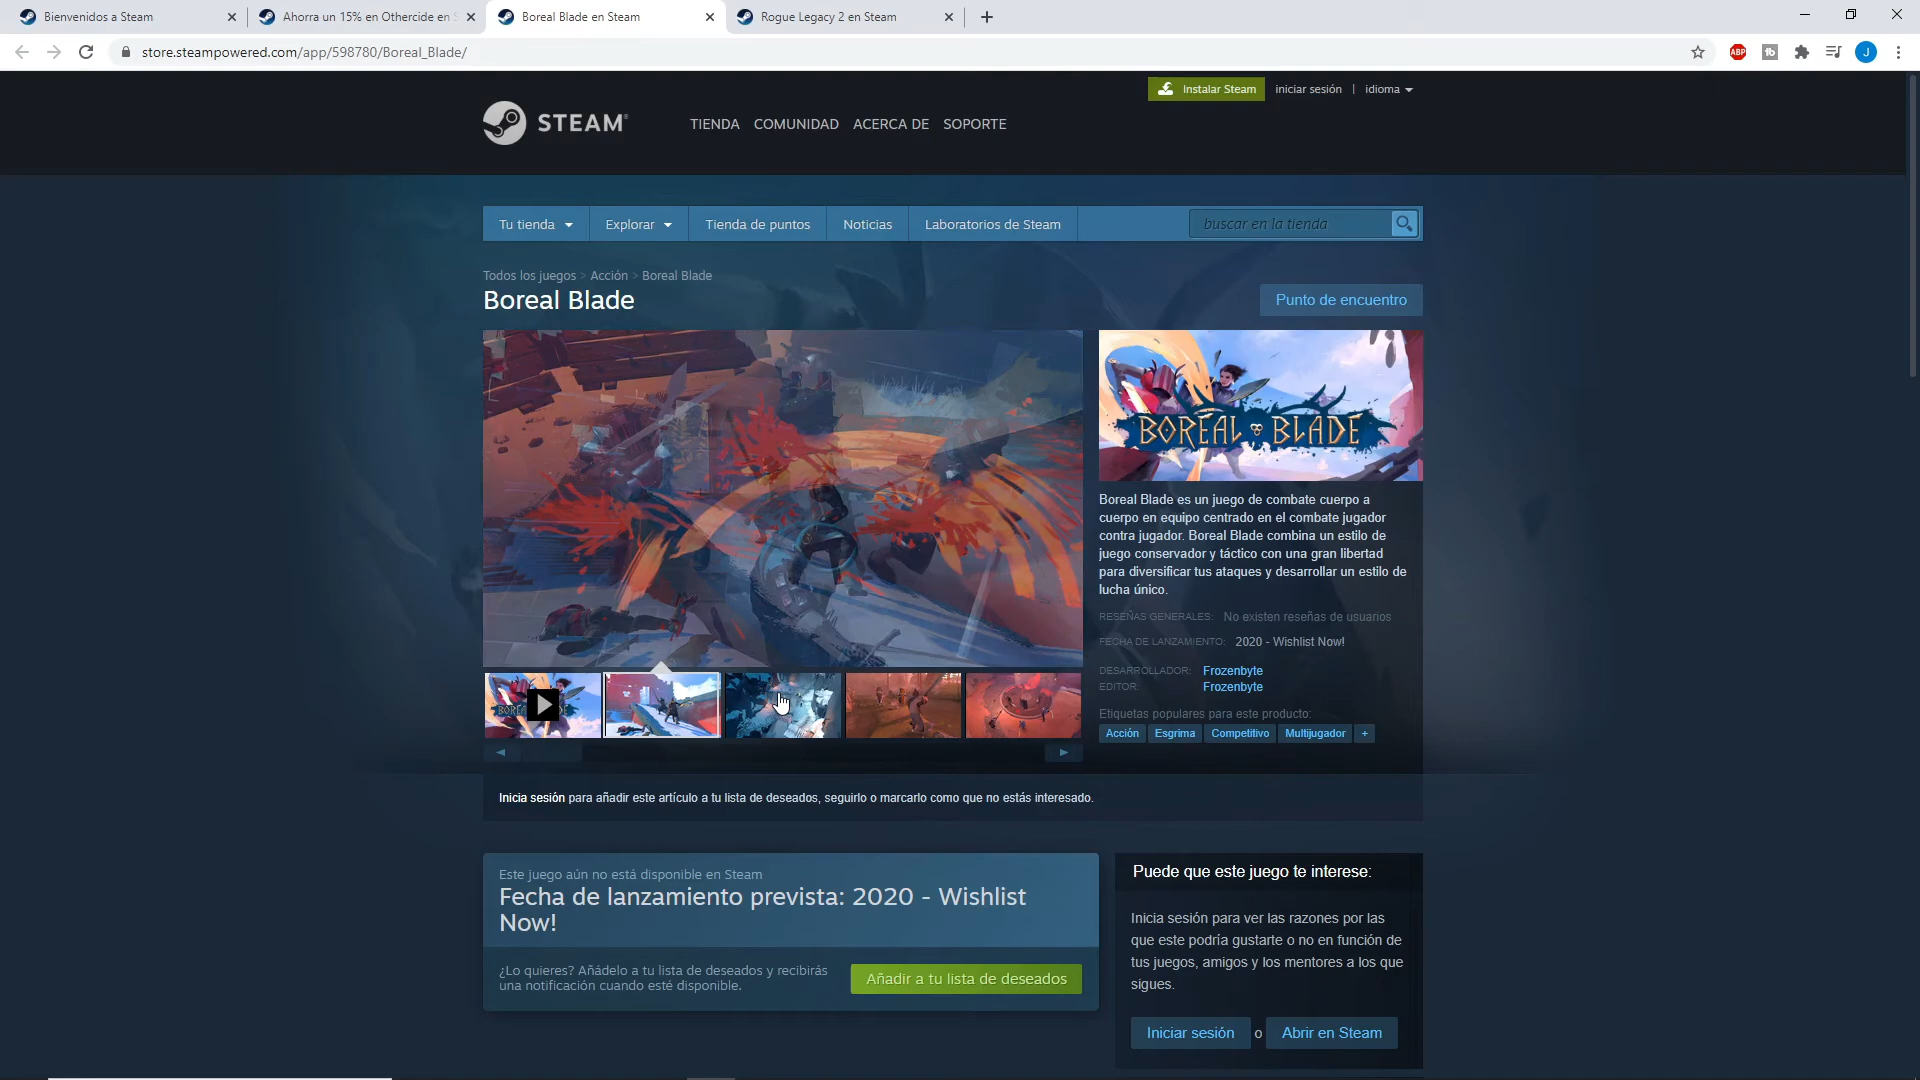 Bienvenidos a Steam
Ahorra un 15% en Othercide en S
Boreal Blade en Steam
Rogue Legacy 2 en Steam
store.steampowered.com/app/598780/Boreal_Blade/
ABP
J
Instalar Steam
iniciar sesión | idioma
STEAM
TIENDA COMUNIDAD ACERCA DE SOPORTE
Tu tienda Explorar Tienda de puntos Noticias Laboratorios de Steam
buscar en la tienda
Todos los juegos > Acción > Boreal Blade
Boreal Blade
Punto de encuentro
BOREAL BLADE
Boreal Blade es un juego de combate cuerpo a
cuerpo en equipo centrado en el combate jugador
contra jugador. Boreal Blade combina un estilo de
juego conservador y táctico con una gran libertad
para diversificar tus ataques y desarrollar un estilo de
lucha único.
RESEÑAS GENERALES: No existen reseñas de usuarios
FECHA DE LANZAMIENTO: 2020 - Wishlist Now!
DESARROLLADOR: Frozenbyte
EDITOR: Frozenbyte
Etiquetas populares para este producto:
Acción Esgrima Competitivo Multijugador +
Inicia sesión para añadir este artículo a tu lista de deseados, seguirlo o marcarlo como que no estás interesado.
Este juego aún no está disponible en Steam
Fecha de lanzamiento prevista: 2020 - Wishlist
Now!
¿Lo quieres? Añádelo a tu lista de deseados y recibirás
una notificación cuando esté disponible.
Añadir a tu lista de deseados
Puede que este juego te interese:
Inicia sesión para ver las razones por las
que este podría gustarte o no en función de
tus juegos, amigos y los mentores a los que
sigues.
Iniciar sesión o Abrir en Steam